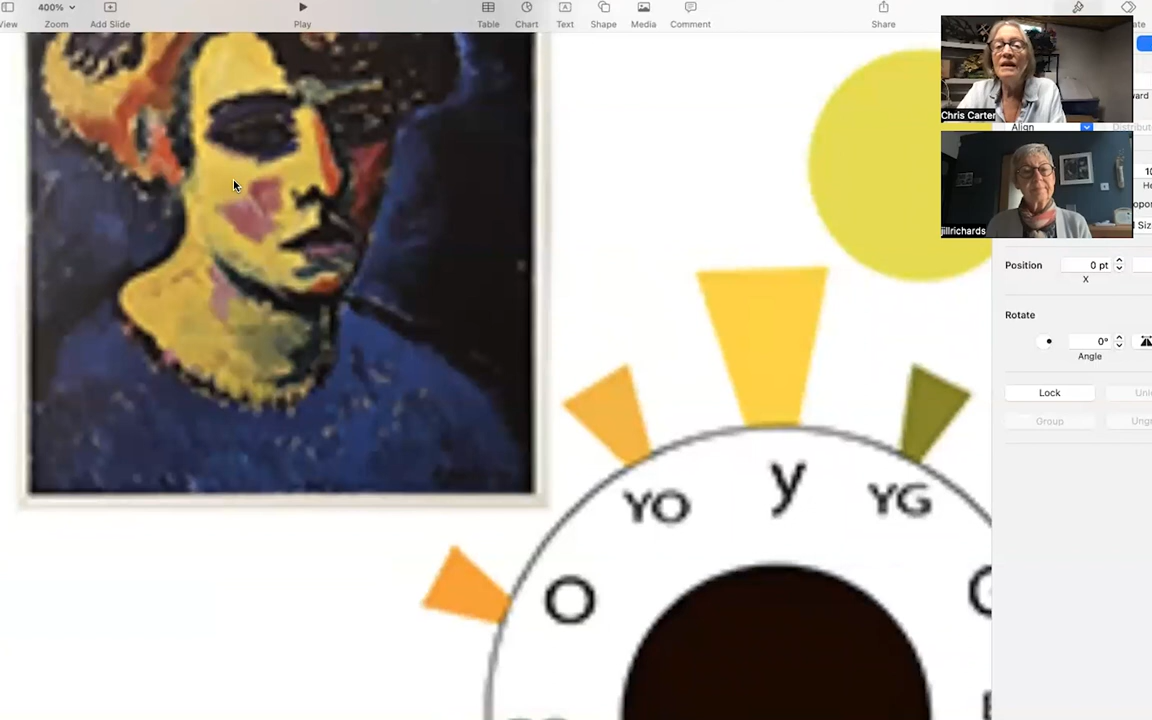 400%
View Zoom Add Slide Play Table Chart Text Shape Media Comment Share
Chris Carter
Align Distribut
jillrichards
Position 0 pt
X
Rotate
0°
Angle
Lock
Group
y
YO YG
O